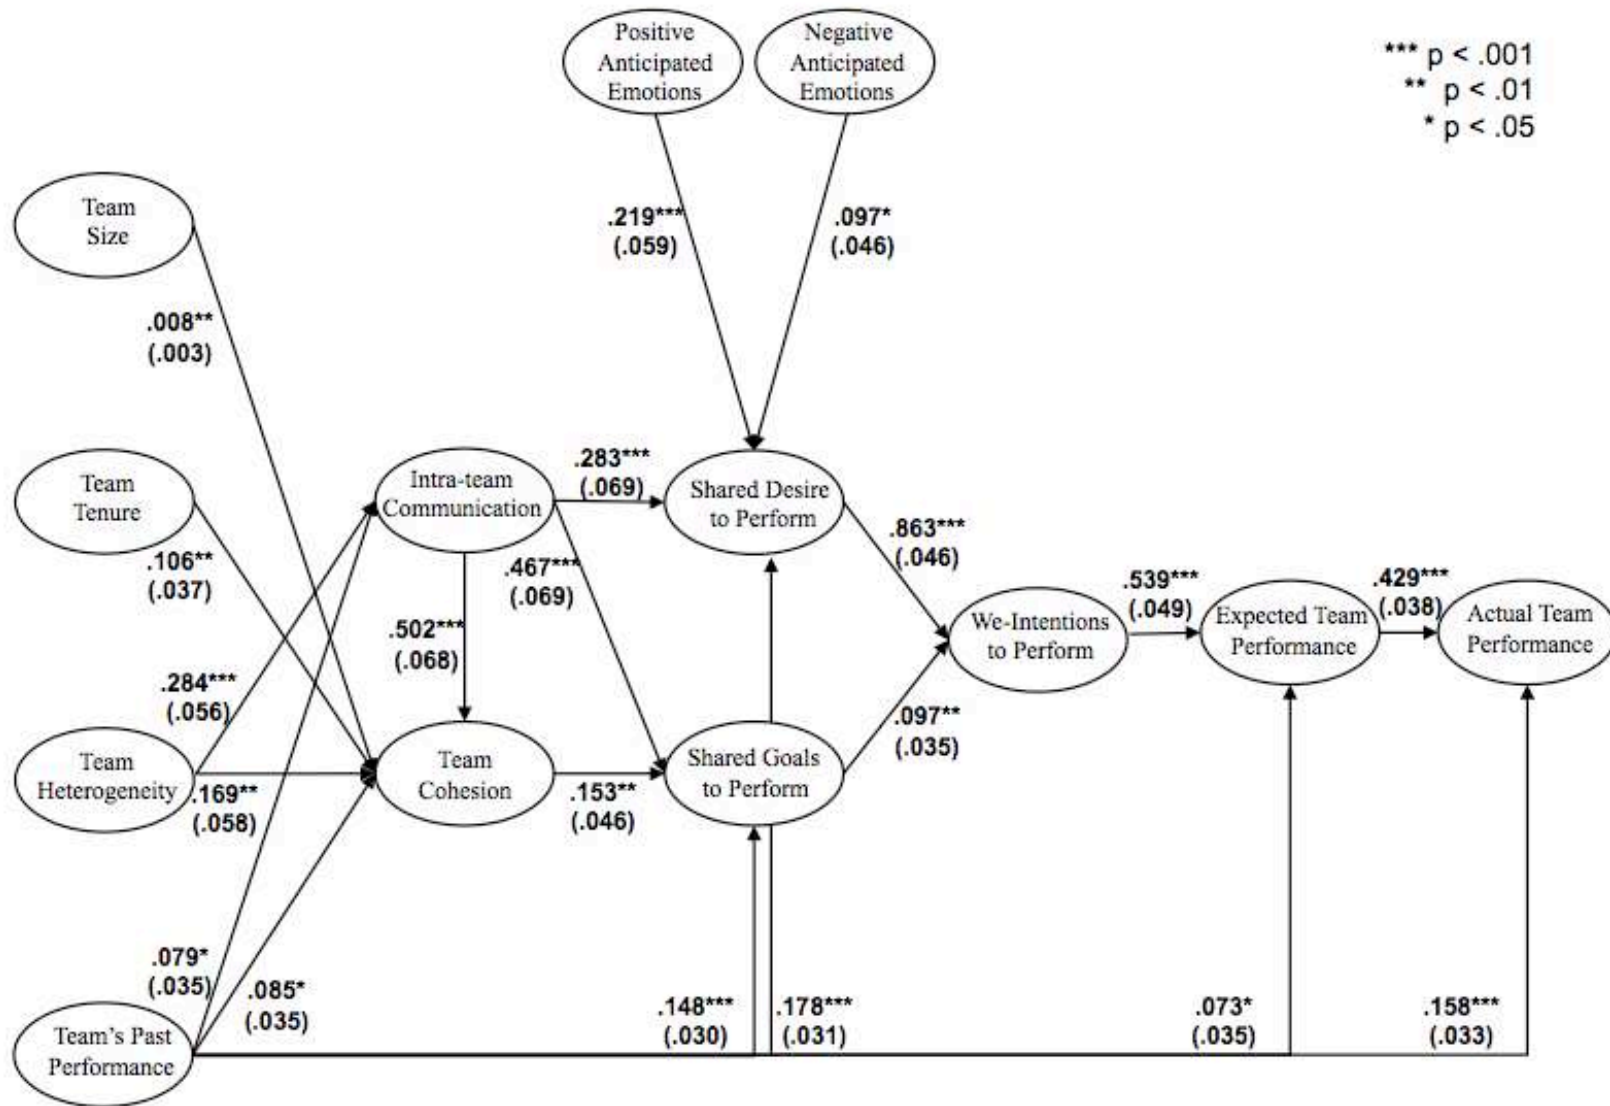 Positive
Anticipated
Emotions
Negative
Anticipated
Emotions
*** p < .001
** p < .01
* p < .05
Team
Size
.219***
(.059)
.097*
(.046)
.008**
(.003)
Team
Tenure
Intra-team
Communication
.283***
(.069)
Shared Desire
to Perform
.106**
(.037)
.467***
(.069)
.863***
(.046)
.502***
(.068)
We-Intentions
to Perform
.539***
(.049)
Expected Team
Performance
.429***
(.038)
Actual Team
Performance
.284***
(.056)
Team
Heterogeneity
.169**
(.058)
Team
Cohesion
.153**
(.046)
Shared Goals
to Perform
.097**
(.035)
.079*
(.035)
.085*
(.035)
Team's Past
Performance
.148***
(.030)
.178***
(.031)
.073*
(.035)
.158***
(.033)